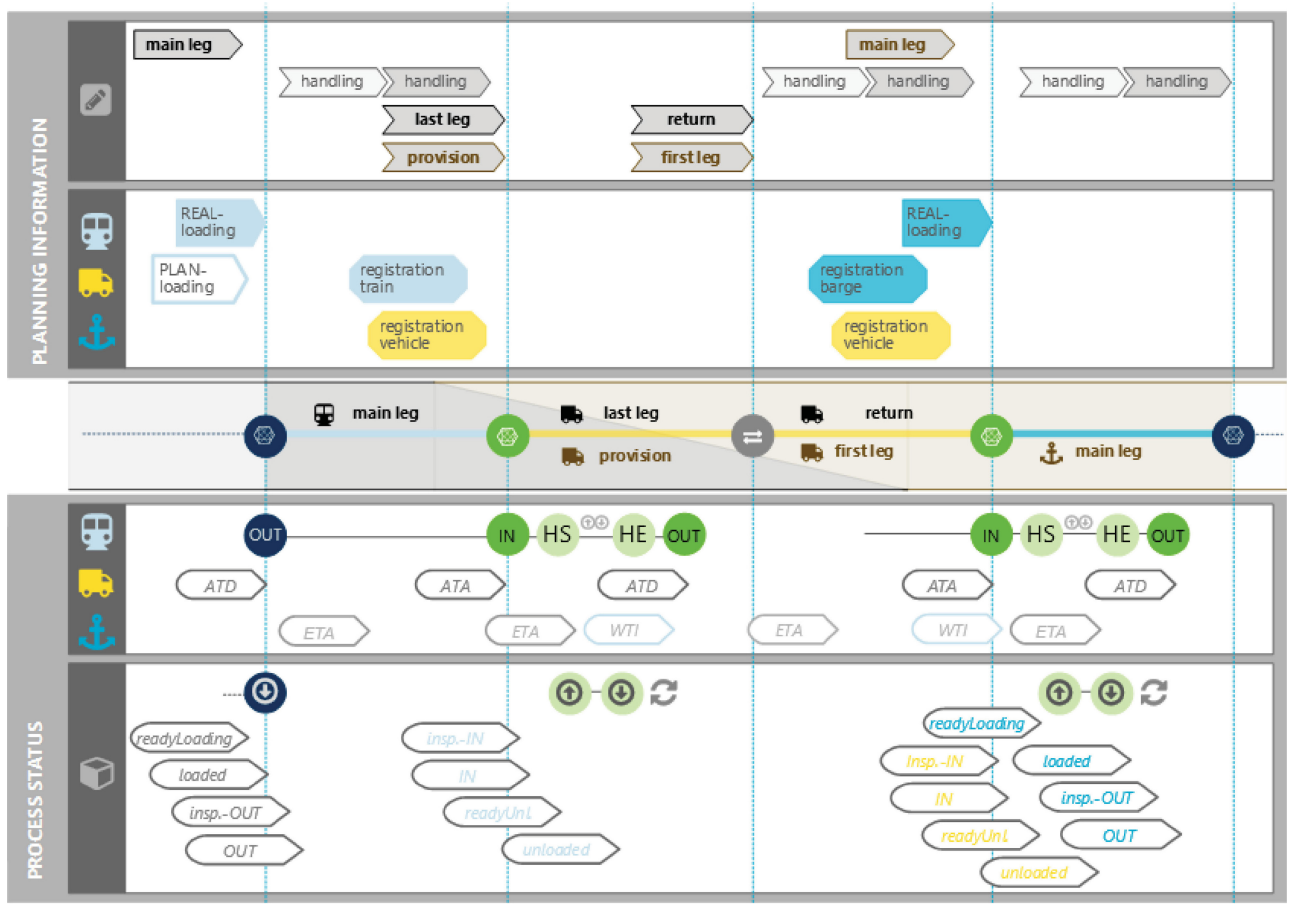 PLANNING INFORMATION
main leg
main leg
handling
handling
handling
handling
handling
handling
last leg
return
provision
first leg
REAL-
loading
REAL-
loading
PLAN-
loading
registration
train
registration
barge
registration
vehicle
registration
vehicle
main leg
last leg
return
provision
first leg
main leg
PROCESS STATUS
OUT
IN
HS
HE
OUT
IN
HS
HE
OUT
ATD
ATA
ATD
ATA
ATD
ETA
ETA
WTI
ETA
WTI
ETA
readyLoading
loaded
insp.-OUT
OUT
insp.-IN
IN
readyUnl.
unloaded
readyLoading
Insp.-IN
loaded
IN
insp.-OUT
readyUnl.
OUT
unloaded